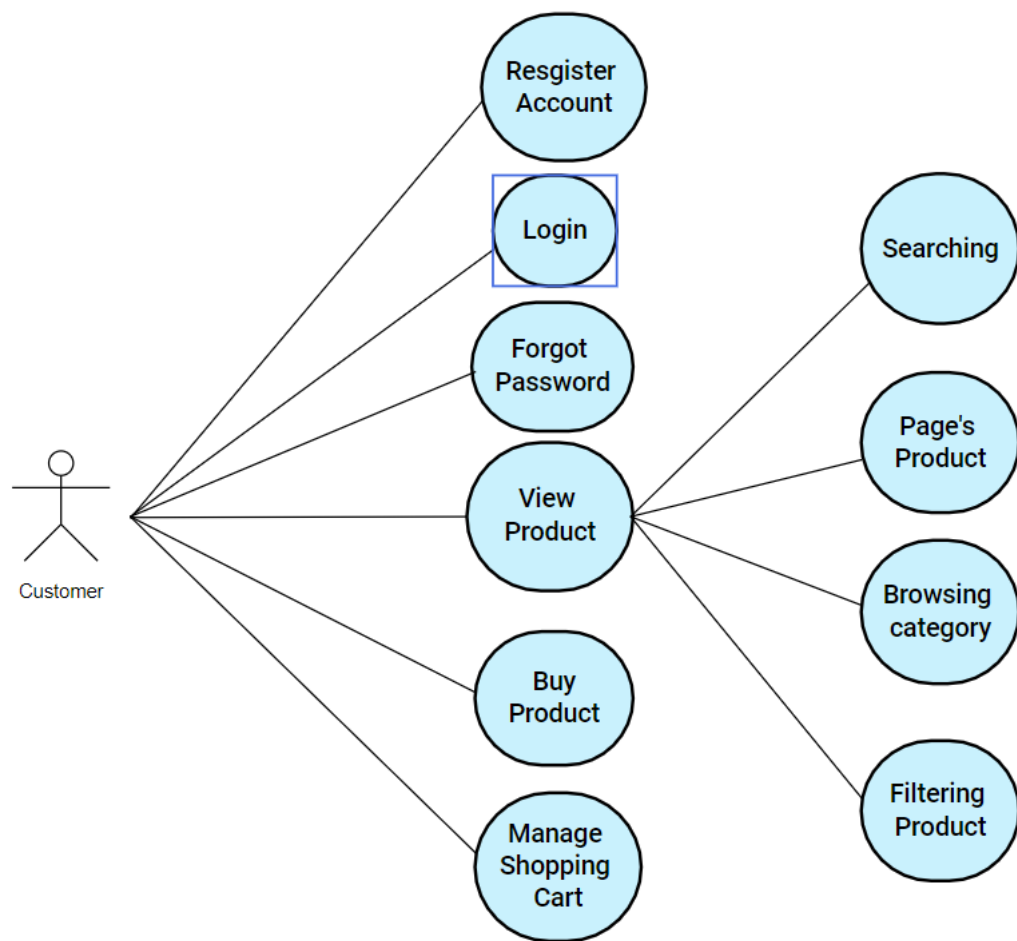 Resgister
Account
Login
Forgot
Password
View
Product
Buy
Product
Manage
Shopping
Cart
Searching
Page's
Product
Browsing
category
Filtering
Product
Customer